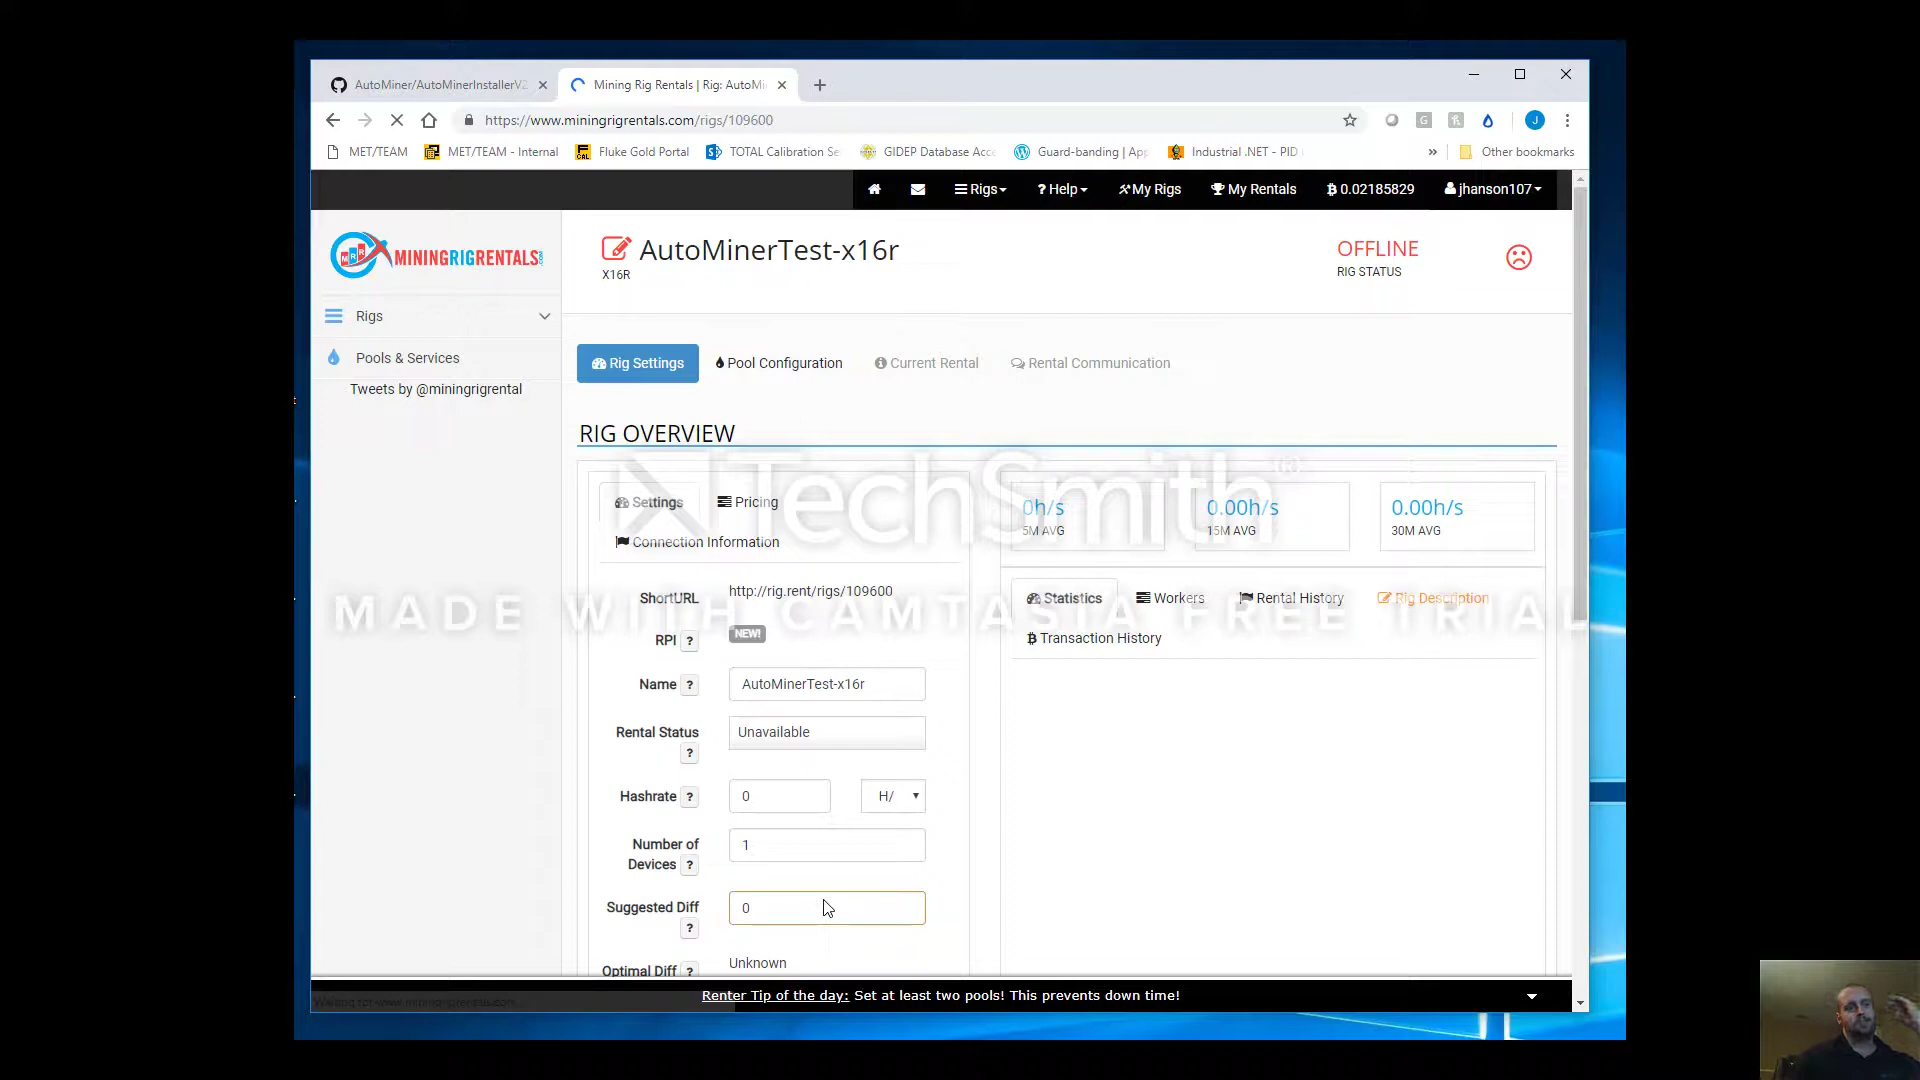 AutoMiner/AutoMinerInstallerV2
Mining Rig Rentals | Rig: AutoMi
https://www.miningrigrentals.com/rigs/109600
MET/TEAM
MET/TEAM - Internal
Fluke Gold Portal
TOTAL Calibration Se
GIDEP Database Acc
Guard-banding | App
Industrial .NET - PID
»
Other bookmarks
Rigs
Help
My Rigs
My Rentals
0.02185829
jhanson107
MININGRIGRENTALS
Rigs
Pools & Services
Tweets by @miningrigrental
AutoMinerTest-x16r
X16R
OFFLINE
RIG STATUS
Rig Settings
Pool Configuration
Current Rental
Rental Communication
RIG OVERVIEW
Settings
Pricing
Connection Information
0h/s
5M AVG
0.00h/s
15M AVG
0.00h/s
30M AVG
TechSmith
MADE WITH CAMTASIA FREE TRIAL
ShortURL
http://rig.rent/rigs/109600
RPI ?
NEW!
Name ?
AutoMinerTest-x16r
Rental Status
?
Unavailable
Hashrate ?
0
H/
Number of
Devices ?
1
Suggested Diff
?
0
Optimal Diff ?
Unknown
Statistics
Workers
Rental History
Rig Description
Transaction History
Renter Tip of the day: Set at least two pools! This prevents down time!